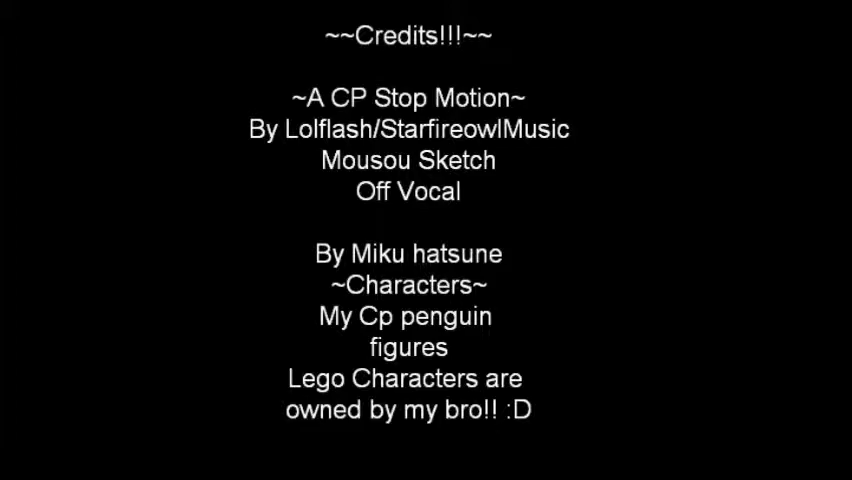 ~~Credits!!!~~
~A CP Stop Motion~
By Lolflash/StarfireowlMusic
Mousou Sketch
Off Vocal
By Miku hatsune
~Characters~
My Cp penguin
figures
Lego Characters are
owned by my bro!! :D